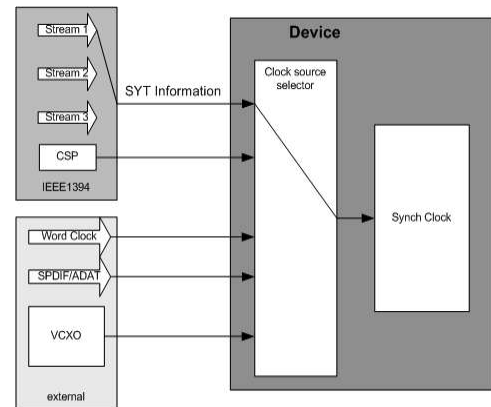 Stream 1
Stream 2
Stream 3
CSP
IEEE1394
SYT Information
Word Clock
SPDIF/ADAT
VCXO
external
Device
Clock source
selector
Synch Clock